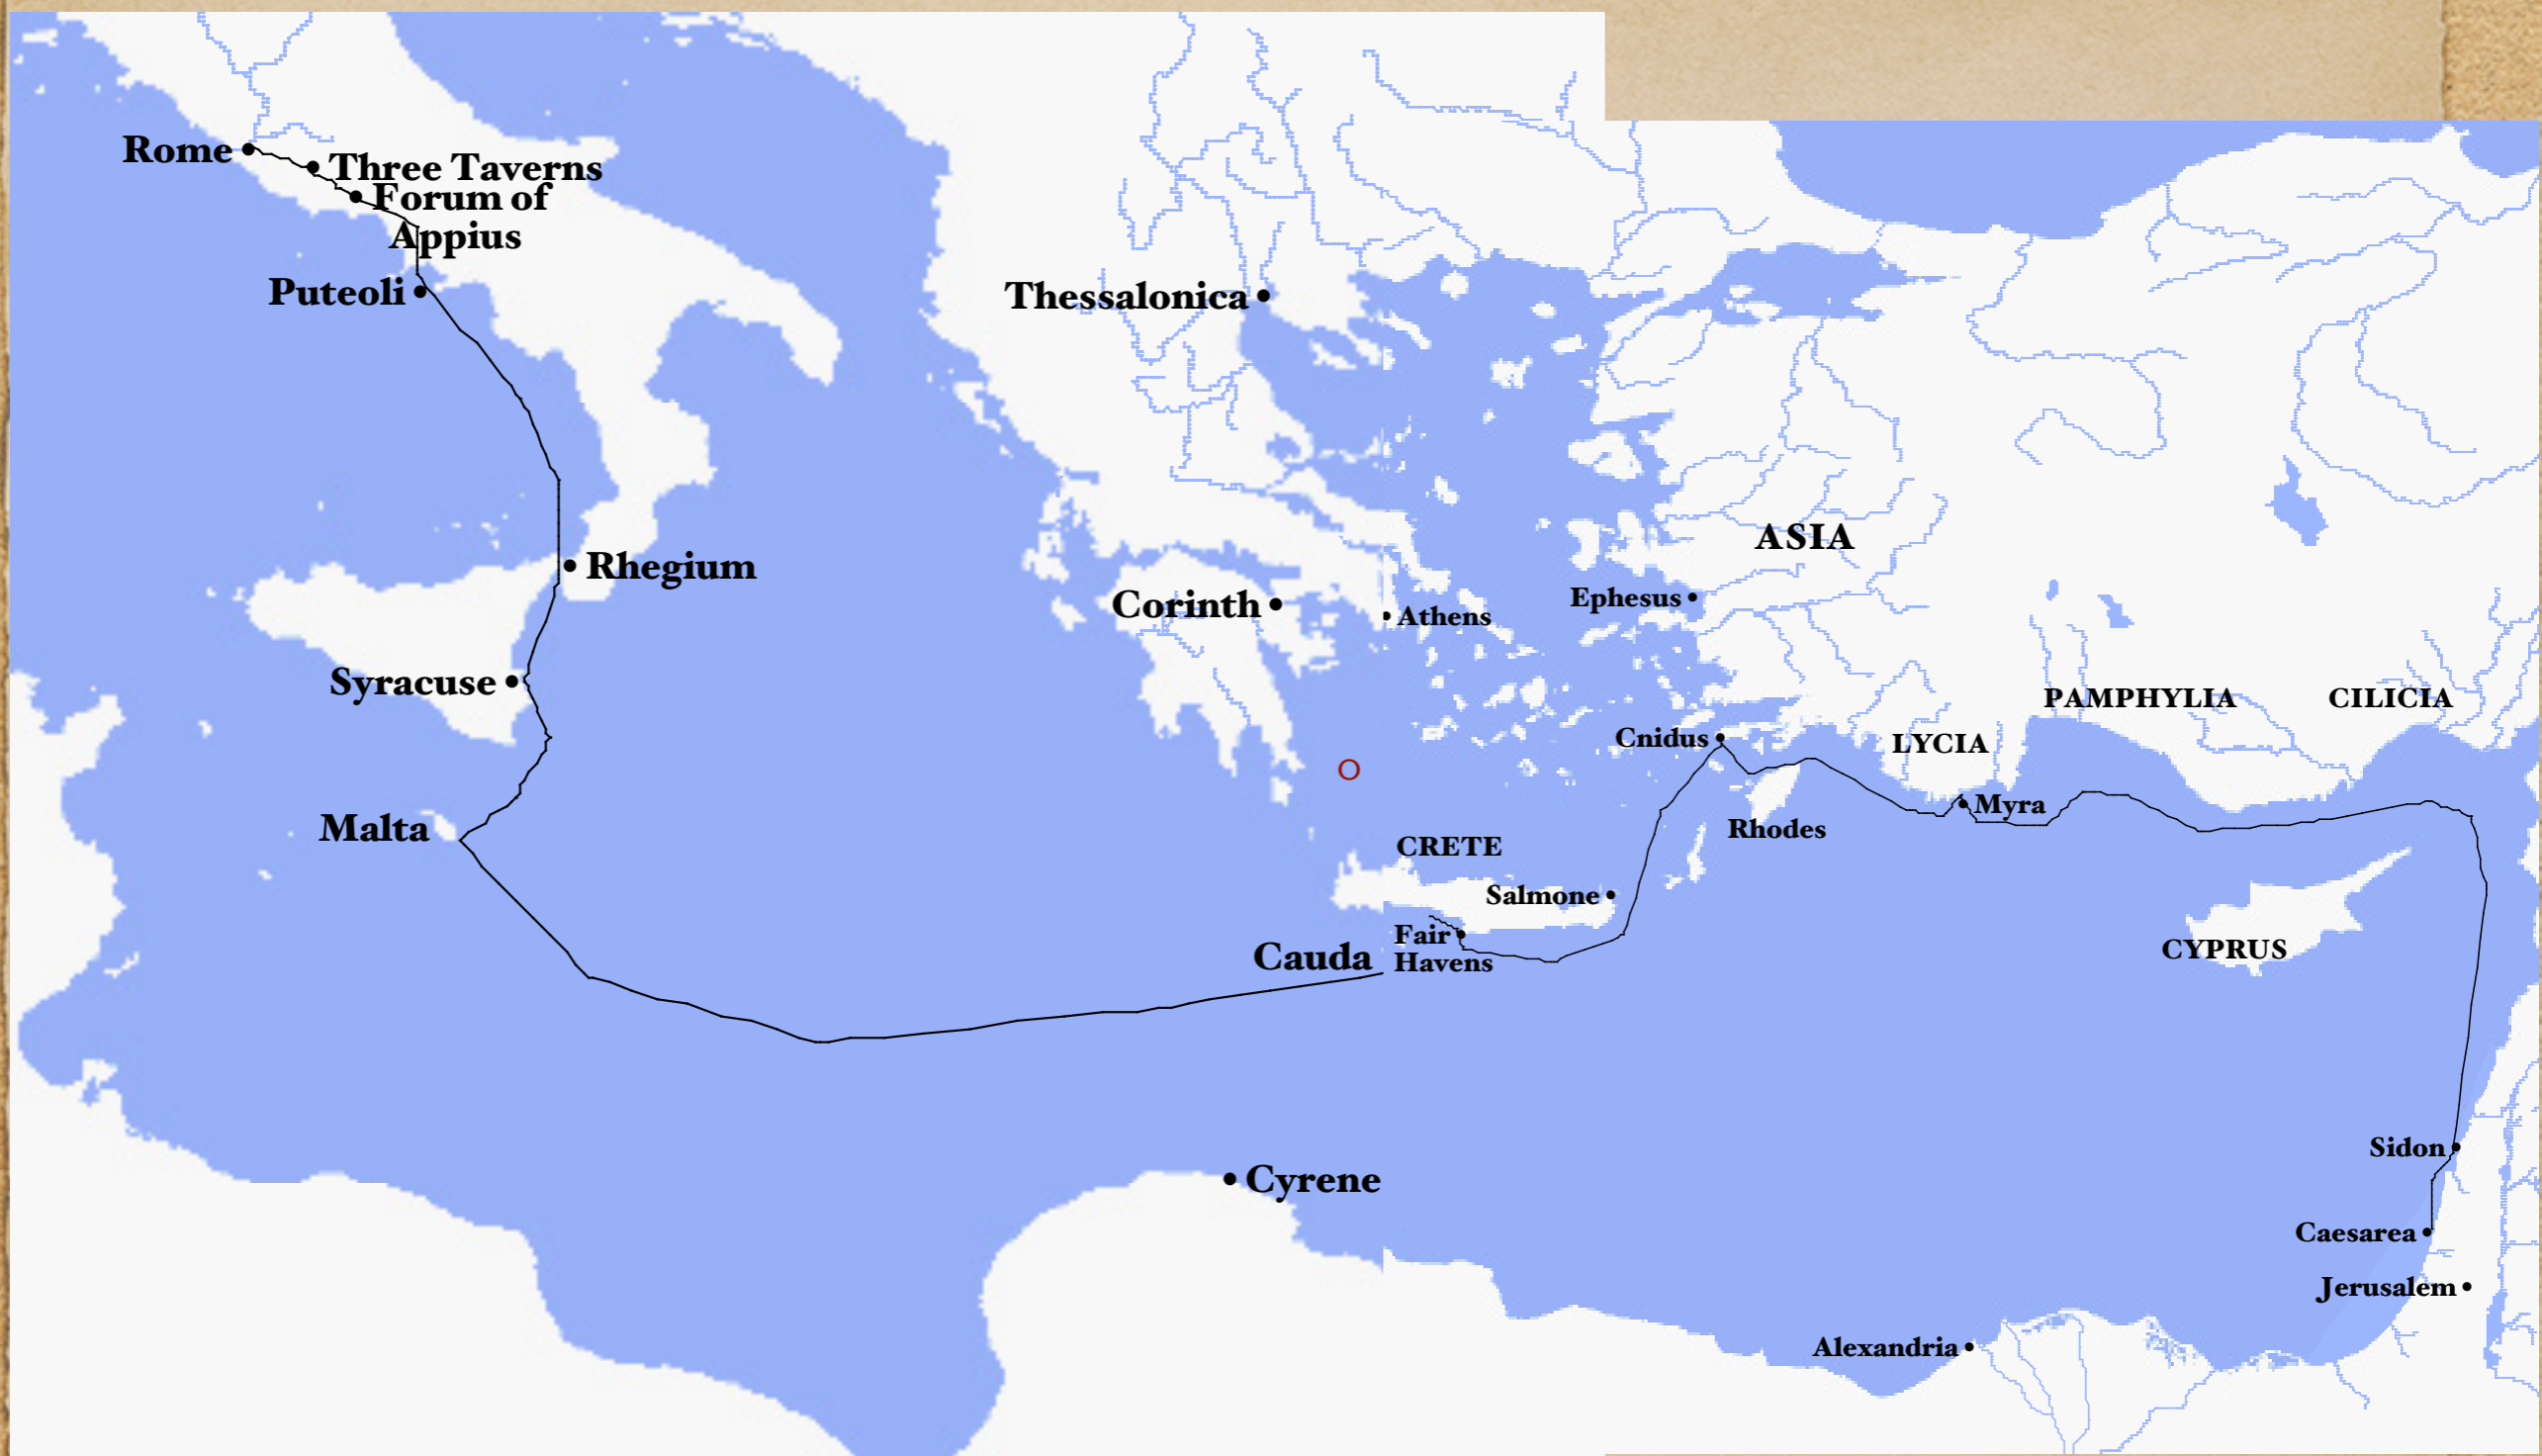 Rome
Three Taverns
Forum of
Appius
Puteoli
Thessalonica
ASIA
Rhegium
Ephesus
Corinth
Athens
Syracuse
PAMPHYLIA
CILICIA
Cnidus
LYCIA
Myra
Malta
Rhodes
CRETE
Salmone
Fair
Havens
Cauda
CYPRUS
Sidon
Cyrene
Caesarea
Jerusalem
Alexandria